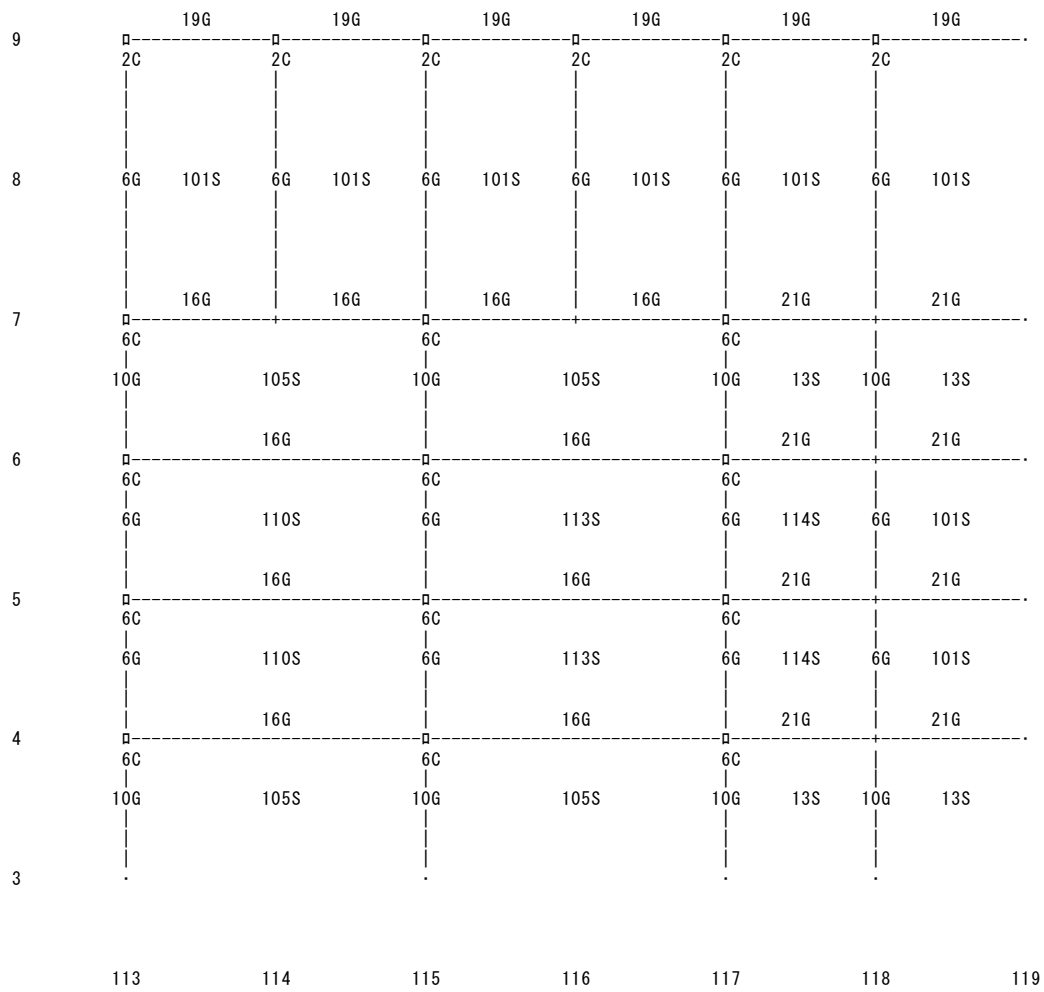 19G 19G 19G 19G 19G 19G
9
2C 2C 2C 2C 2C 2C
8 6G 101S 6G 101S 6G 101S 6G 101S 6G 101S 6G 101S
16G 16G 16G 16G 21G 21G
7
6C 6C 6C
10G 105S 10G 105S 10G 13S 10G 13S
16G 16G 21G 21G
6
6C 6C 6C
6G 110S 6G 113S 6G 114S 6G 101S
16G 16G 21G 21G
5
6C 6C 6C
6G 110S 6G 113S 6G 114S 6G 101S
16G 16G 21G 21G
4
6C 6C 6C
10G 105S 10G 105S 10G 13S 10G 13S
3
113 114 115 116 117 118 119